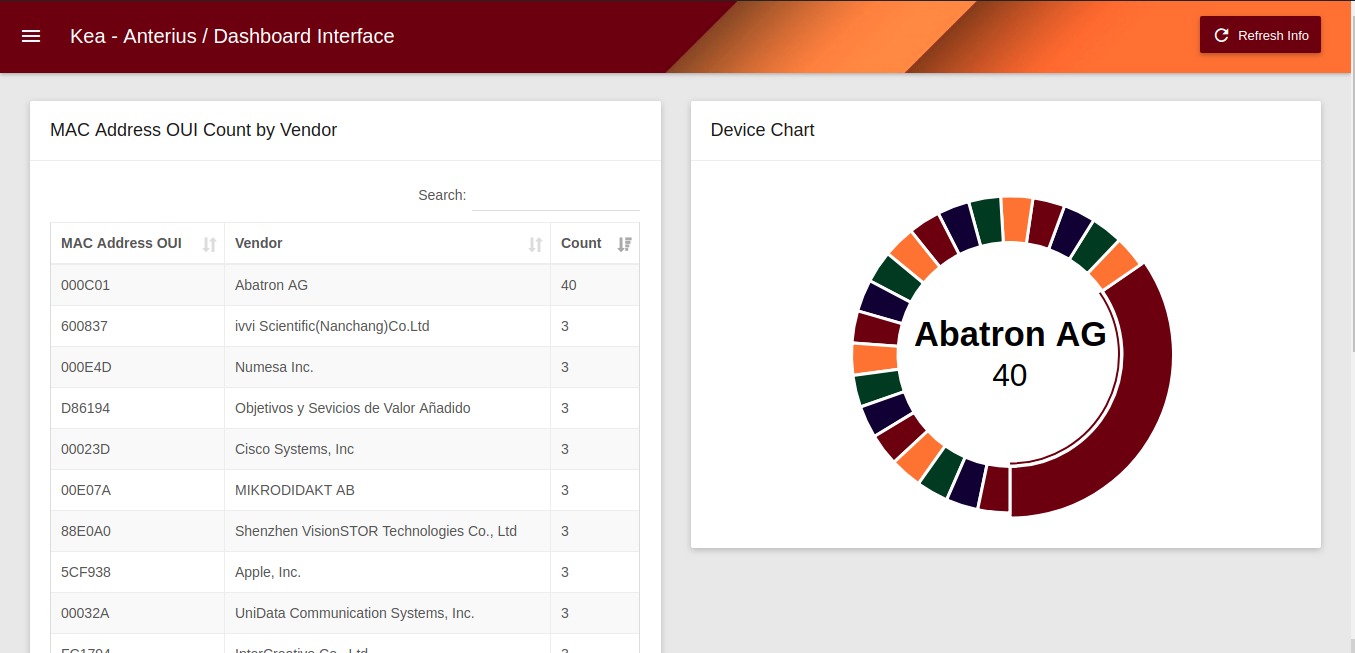 Kea - Anterius / Dashboard Interface
Refresh Info
MAC Address OUI Count by Vendor
Search:
MAC Address OUI Vendor Count
000C01 Abatron AG 40
600837 ivvi Scientific(Nanchang)Co.Ltd 3
000E4D Numesa Inc. 3
D86194 Objetivos y Sevicios de Valor Añadido 3
00023D Cisco Systems, Inc 3
00E07A MIKRODIDAKT AB 3
88E0A0 Shenzhen VisionSTOR Technologies Co., Ltd 3
5CF938 Apple, Inc. 3
00032A UniData Communication Systems, Inc. 3
Device Chart
Abatron AG
40